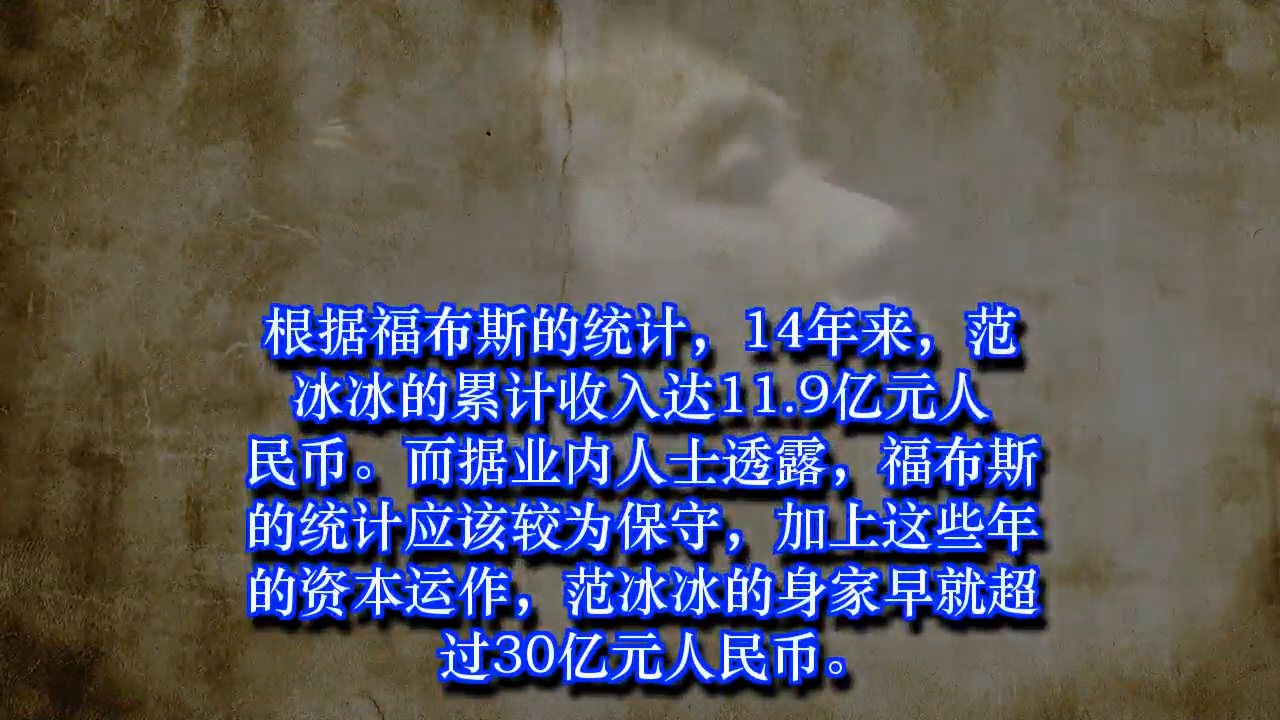 根据福布斯的统计，14年来，范
冰冰的累计收入达11.9亿元人
民币。而据业内人士透露，福布斯
的统计应该较为保守，加上这些年
的资本运作，范冰冰的身家早就超
过30亿元人民币。